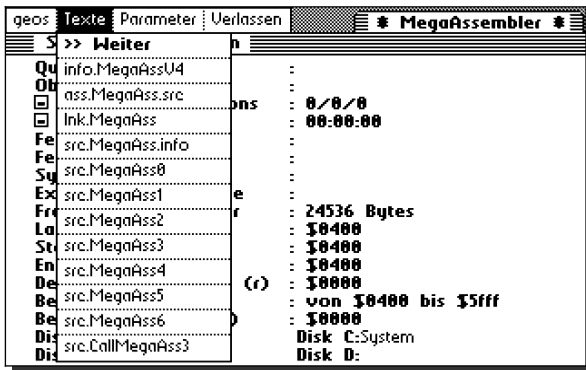 geos Texte Parameter Verlassen * MegaAssembler *
>> Weiter
info.MegaAssV4 :
ass.MegaAss.src :
lnk.MegaAss : 0/0/0
src.MegaAss.info : 00:00:00
src.MegaAss0 :
src.MegaAss1 :
src.MegaAss2 : 24536 Bytes
src.MegaAss3 : $0400
src.MegaAss4 : $0400
: $0400
src.MegaAss5 (r) : $0000
: von $0400 bis $5fff
src.MegaAss6 : $0000
src.CallMegaAss3 Disk C:System
Disk D: